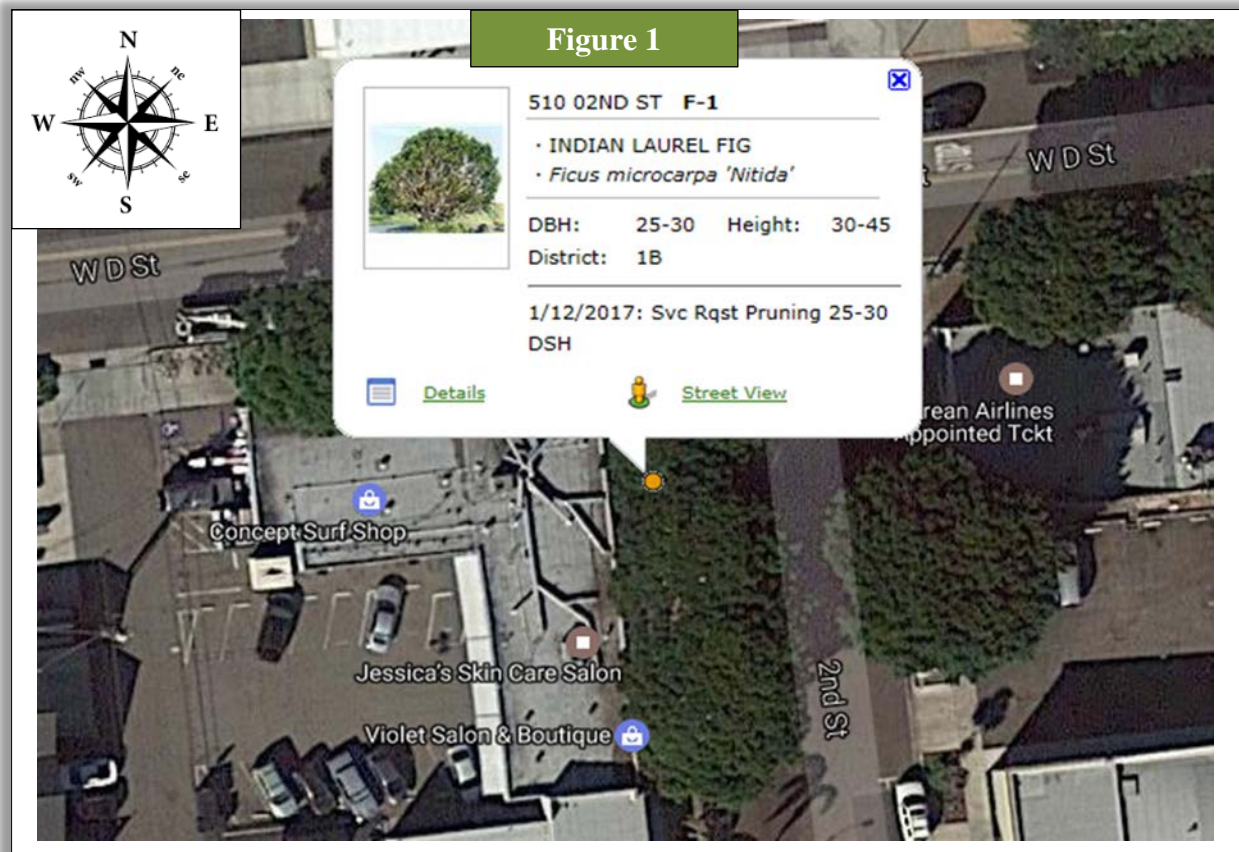 Figure 1
N
nw
ne
W
E
sw
se
S
510 02ND ST F-1
· INDIAN LAUREL FIG
· Ficus microcarpa 'Nitida'
DBH: 25-30 Height: 30-45
District: 1B
1/12/2017: Svc Rqst Pruning 25-30
DSH
Details
Street View
W D St
W D St
rean Airlines
Appointed Tckt
Concept Surf Shop
Jessica's Skin Care Salon
2nd St
Violet Salon & Boutique